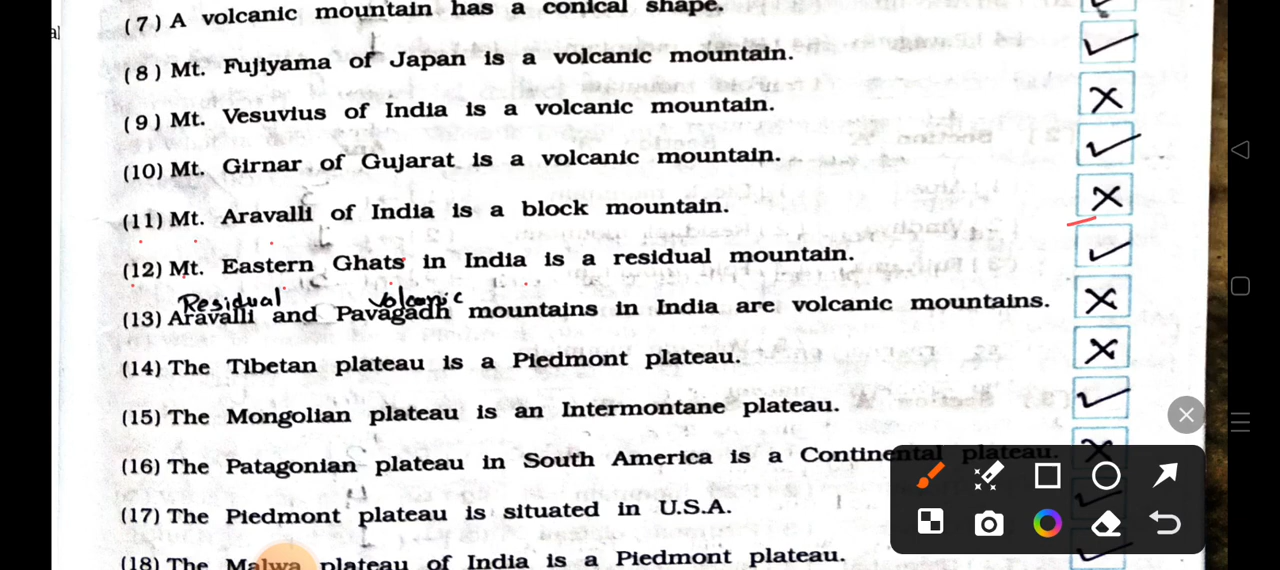 al
(7) A volcanic mountain has a conical shape.
(8) Mt. Fujiyama of Japan is a volcanic mountain.
(9) Mt. Vesuvius of India is a volcanic mountain.
(10) Mt. Girnar of Gujarat is a volcanic mountain.
(11) Mt. Aravalli of India is a block mountain.
(12) Mt. Eastern Ghats in India is a residual mountain.
Residual Volcanic
(13) Aravalli and Pavagadh mountains in India are volcanic mountains.
(14) The Tibetan plateau is a Piedmont plateau.
(15) The Mongolian plateau is an Intermontane plateau.
(16) The Patagonian plateau in South America is a Continental plateau.
(17) The Piedmont plateau is situated in U.S.A.
(18) The Malwa plateau of India is a Piedmont plateau.